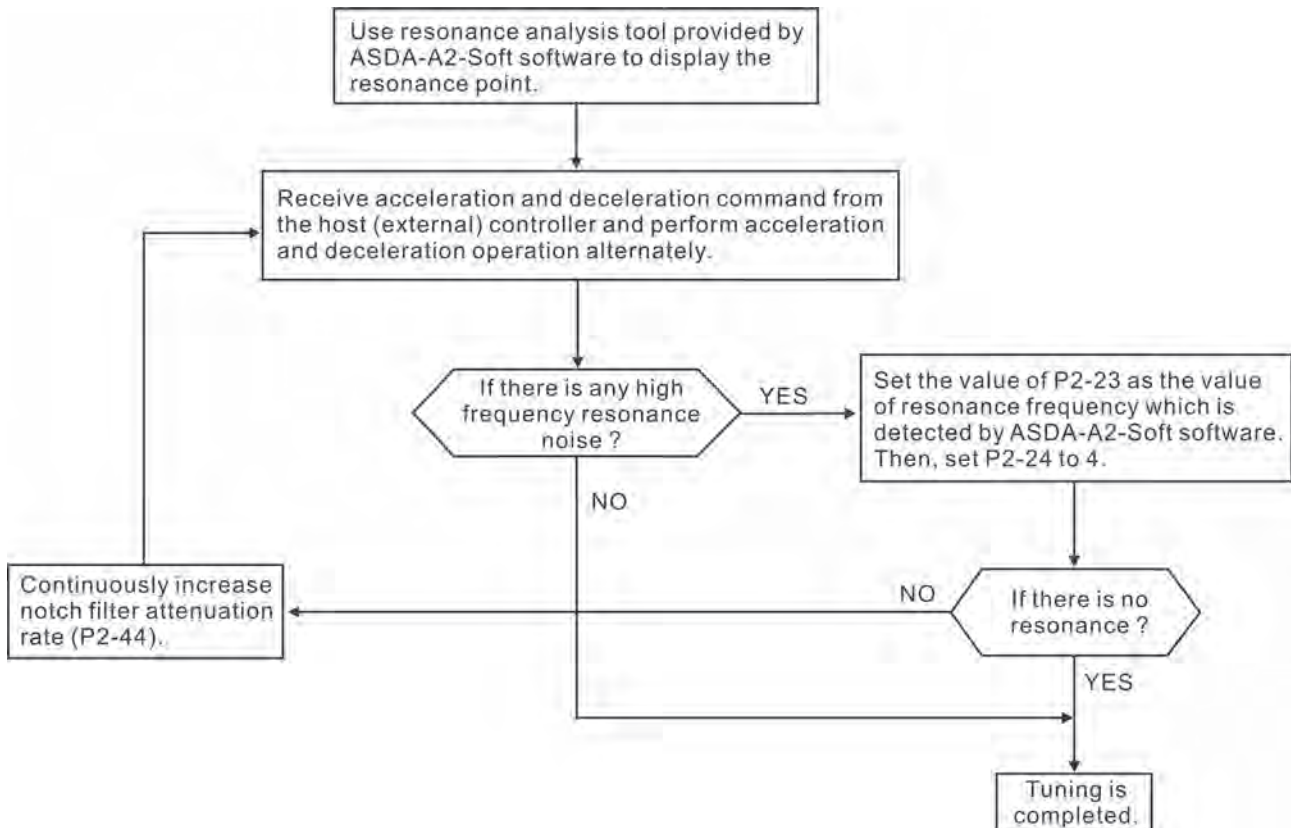 Use resonance analysis tool provided by
ASDA-A2-Soft software to display the
resonance point.
Receive acceleration and deceleration command from
the host (external) controller and perform acceleration
and deceleration operation alternately.
If there is any high
frequency resonance
noise ?
YES
Set the value of P2-23 as the value
of resonance frequency which is
detected by ASDA-A2-Soft software.
Then, set P2-24 to 4.
NO
Continuously increase
notch filter attenuation
rate (P2-44).
NO
If there is no
resonance ?
YES
Tuning is
completed.